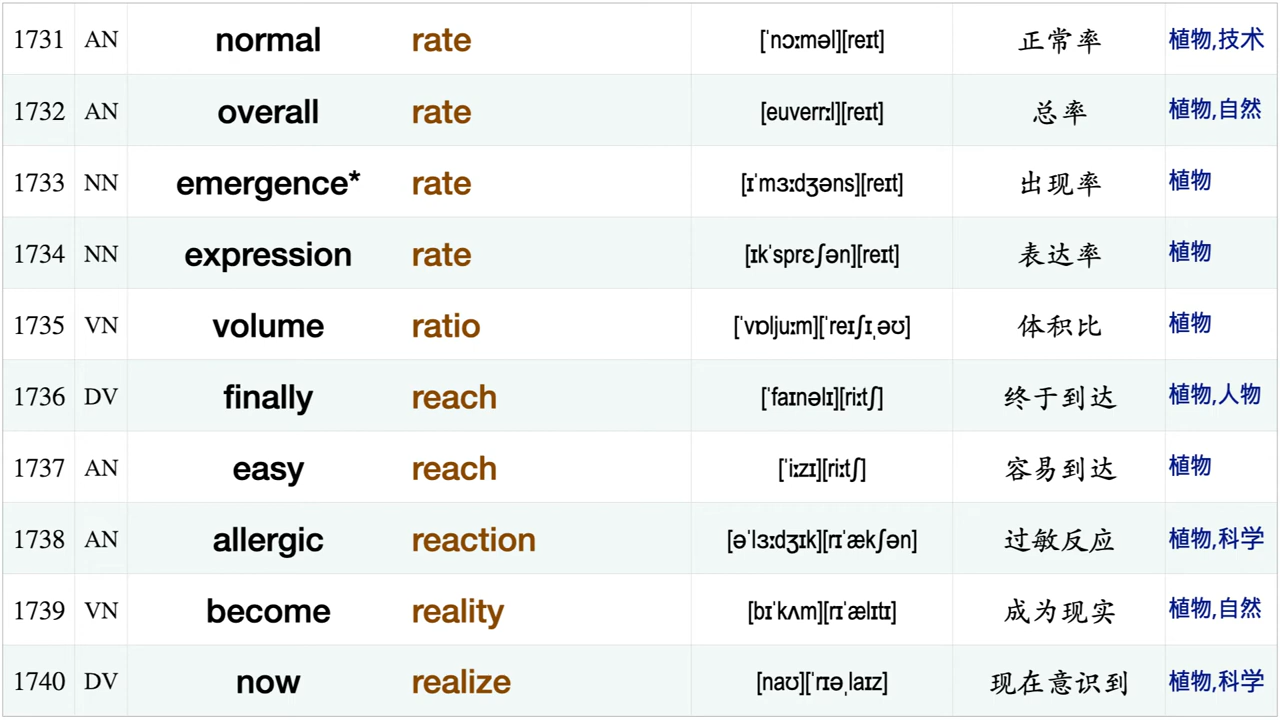 1731 AN normal rate [ˈnɔːməl][reɪt] 正常率 植物,技术
1732 AN overall rate [euverrːl][reɪt] 总率 植物,自然
1733 NN emergence* rate [ɪˈmɜːdʒəns][reɪt] 出现率 植物
1734 NN expression rate [ɪkˈsprɛʃən][reɪt] 表达率 植物
1735 VN volume ratio [ˈvɒljuːm][ˈreɪʃɪˌəʊ] 体积比 植物
1736 DV finally reach [ˈfaɪnəlɪ][riːtʃ] 终于到达 植物,人物
1737 AN easy reach [ˈiːzɪ][riːtʃ] 容易到达 植物
1738 AN allergic reaction [əˈlɜːdʒɪk][rɪˈækʃən] 过敏反应 植物,科学
1739 VN become reality [bɪˈkʌm][rɪˈælɪtɪ] 成为现实 植物,自然
1740 DV now realize [naʊ][ˈrɪəˌlaɪz] 现在意识到 植物,科学